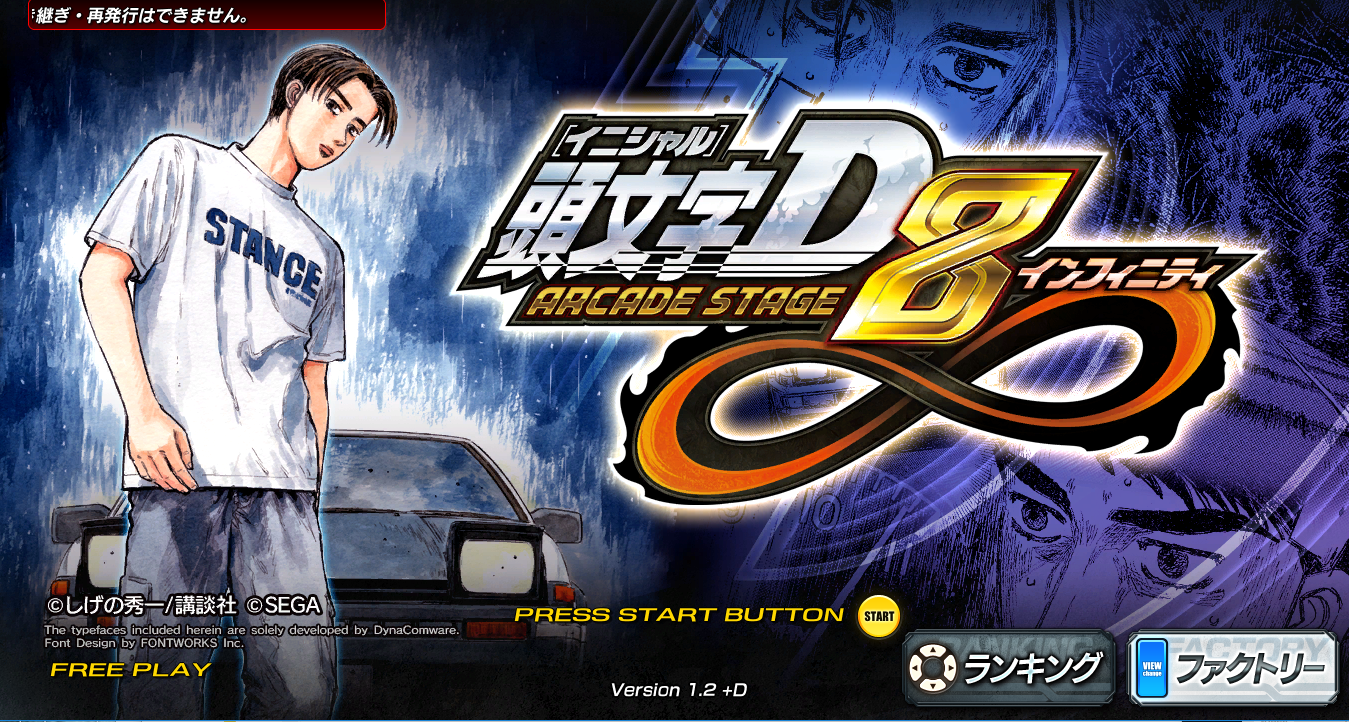 継ぎ・再発行はできません。
[イニシャル]
頭文字D8
インフィニティ
ARCADE STAGE
STANCE
©しげの秀一/講談社 ©SEGA
The typefaces included herein are solely developed by DynaComware.
Font Design by FONTWORKS Inc.
FREE PLAY
PRESS START BUTTON START
Version 1.2 +D
ランキング
VIEW
change
FACTORY
ファクトリー